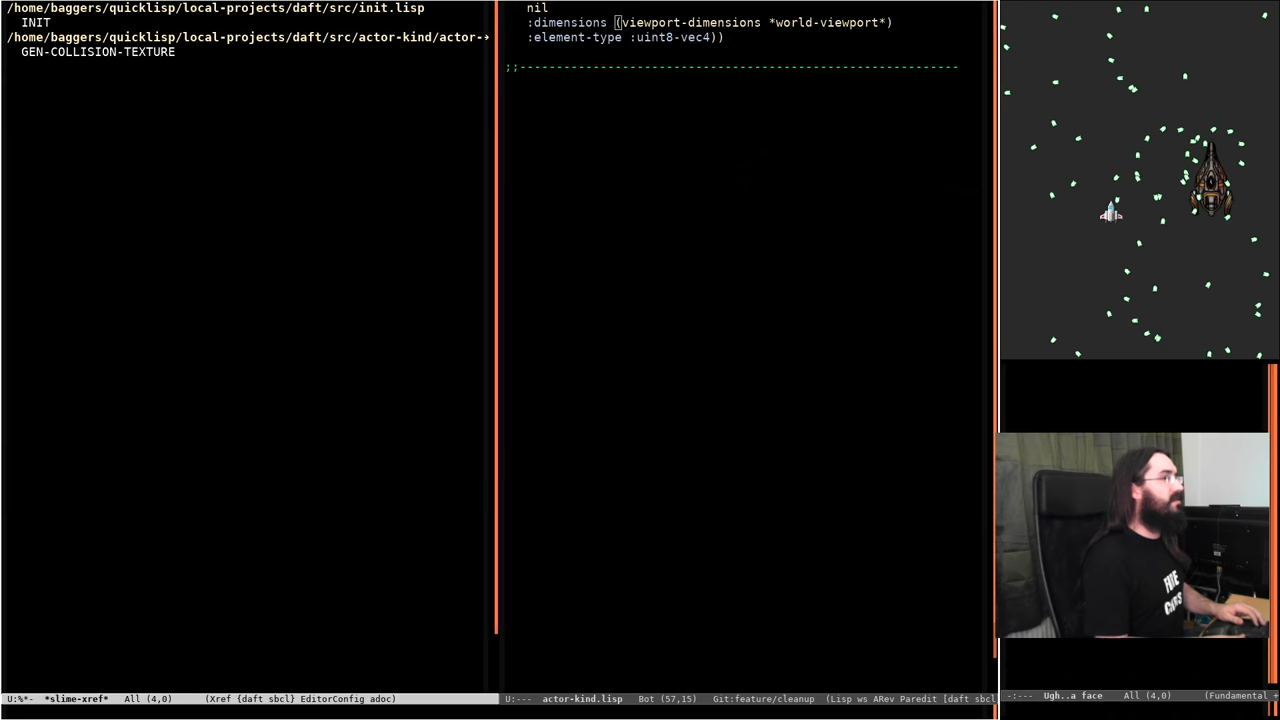 /home/baggers/quicklisp/local-projects/daft/src/init.lisp
INIT
/home/baggers/quicklisp/local-projects/daft/src/actor-kind/actor-→
GEN-COLLISION-TEXTURE
U:%*- *slime-xref* All (4,0) (Xref {daft sbcl} EditorConfig adoc)
nil
:dimensions (viewport-dimensions *world-viewport*)
:element-type :uint8-vec4))
;;------------------------------------------------------------
U:--- actor-kind.lisp Bot (57,15) Git:feature/cleanup (Lisp ws ARev Paredit [daft sbcl
-:--- Ugh..a face All (4,0) (Fundamental +